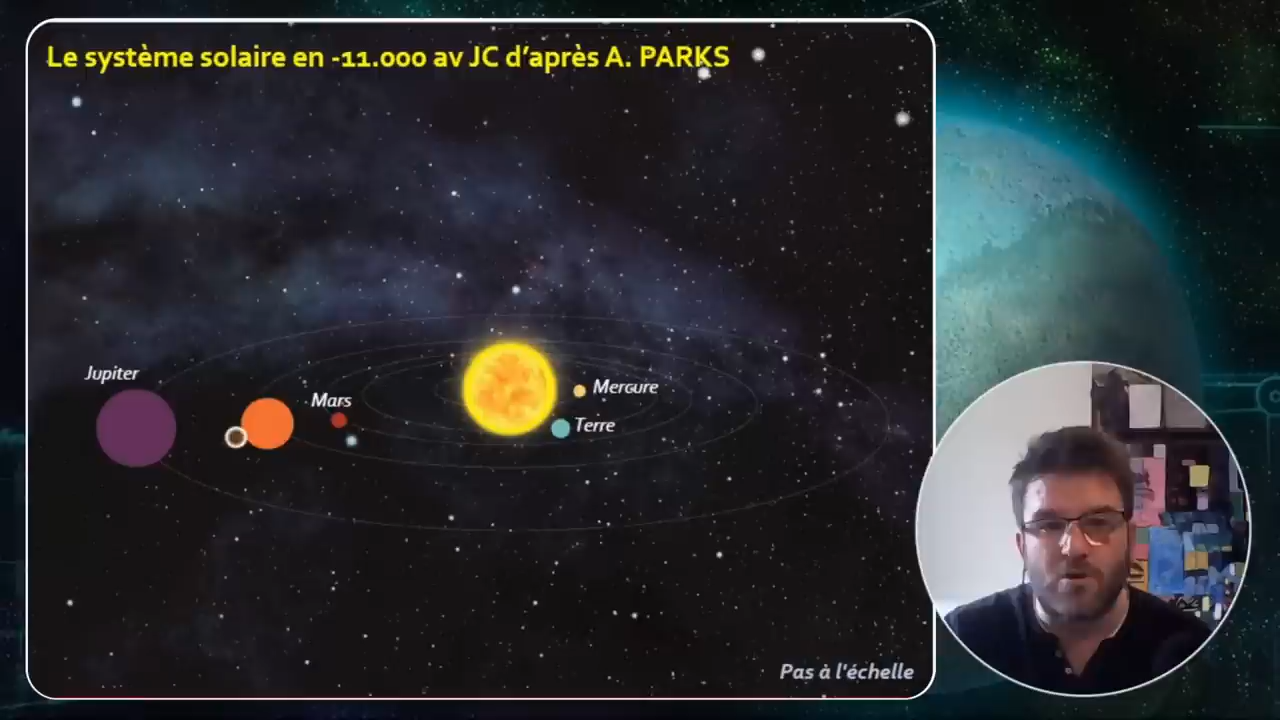 Le système solaire en -11.000 av JC d'après A. PARKS
Jupiter
Mars
Mercure
Terre
Pas à l'échelle